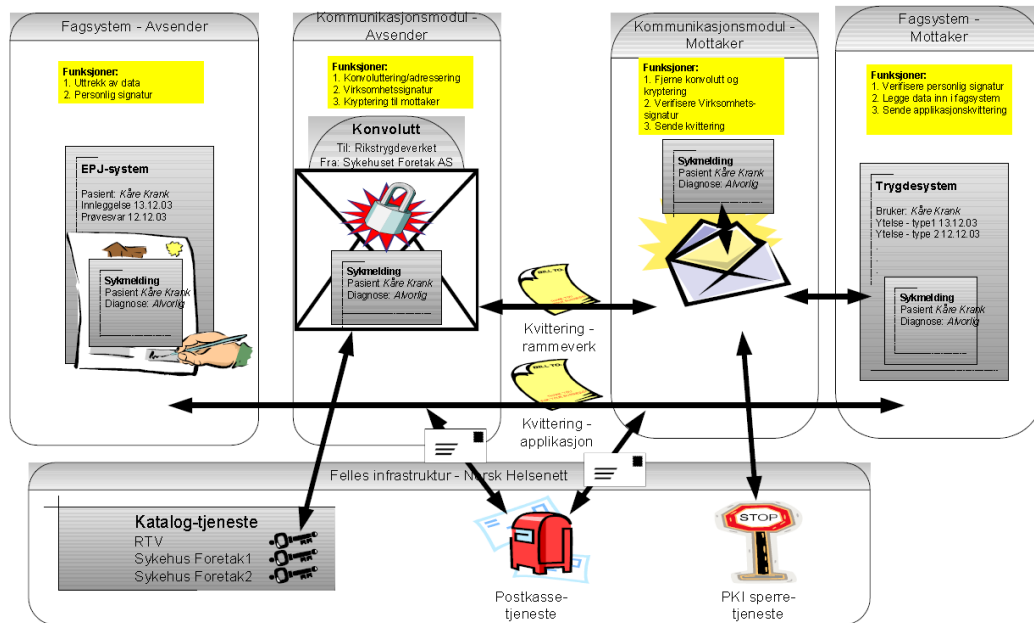 Fagsystem - Avsender
Funksjoner:
1. Uttrekk av data
2. Personlig signatur
EPJ-system
Pasient: Kåre Krank
Innleggelse 13.12.03
Prøvesvar 12.12.03
Sykmelding
Pasient Kåre Krank
Diagnose: Alvorlig
Kommunikasjonsmodul -
Avsender
Funksjoner:
1. Konvoluttering/adressering
2. Virksomhetssignatur
3. Kryptering til mottaker
Konvolutt
Til: Rikstrygdeverket
Fra: Sykehuset Foretak AS
Sykmelding
Pasient Kåre Krank
Diagnose: Alvorlig
BILL TO:
Kvittering -
rammeverk
BILL TO:
Kvittering -
applikasjon
Kommunikasjonsmodul -
Mottaker
Funksjoner:
1. Fjerne konvolutt og
kryptering
2. Verifisere Virksomhets-
signatur
3. Sende kvittering
Sykmelding
Pasient Kåre Krank
Diagnose: Alvorlig
Fagsystem -
Mottaker
Funksjoner:
1. Verifisere personlig signatur
2. Legge data inn i fagsystem
3. Sende applikasjonskvittering
Trygdesystem
Bruker: Kåre Krank
Ytelse - type1 13.12.03
Ytelse - type 2 12.12.03
Sykmelding
Pasient Kåre Krank
Diagnose: Alvorlig
Felles infrastruktur - Norsk Helsenett
Katalog-tjeneste
RTV
Sykehus Foretak1
Sykehus Foretak2
Postkasse-
tjeneste
STOP
PKI sperre-
tjeneste